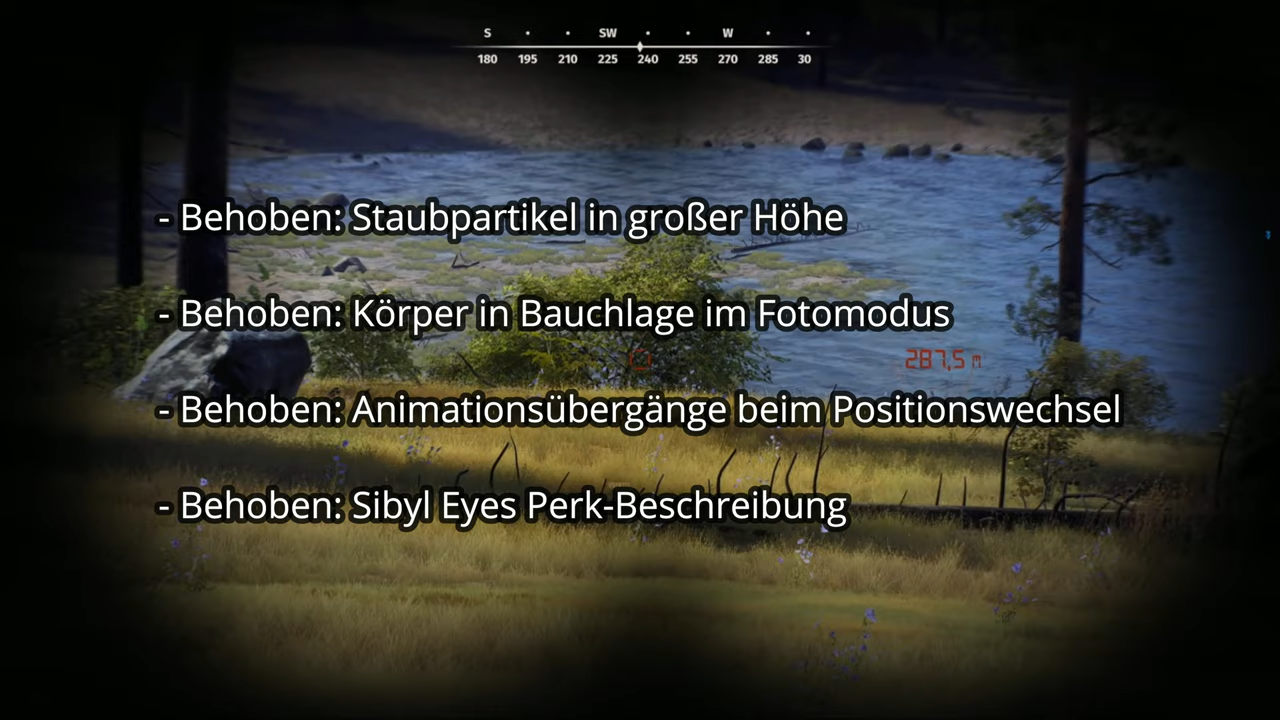 S · · SW · · W · ·
180 195 210 225 240 255 270 285 30
- Behoben: Staubpartikel in großer Höhe
- Behoben: Körper in Bauchlage im Fotomodus
287,5 m
- Behoben: Animationsübergänge beim Positionswechsel
- Behoben: Sibyl Eyes Perk-Beschreibung